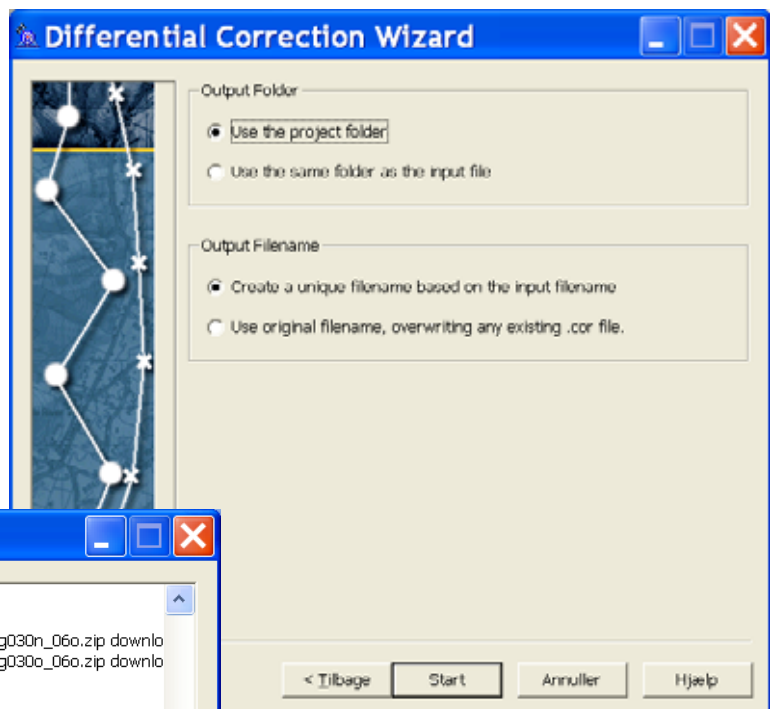 Differential Correction Wizard
Output Folder
Use the project folder
Use the same folder as the input file
Output Filename
Create a unique filename based on the input filename
Use original filename, overwriting any existing .cor file.
g030n_06o.zip downlo
g030o_06o.zip downlo
< Tilbage
Start
Annuller
Hjælp